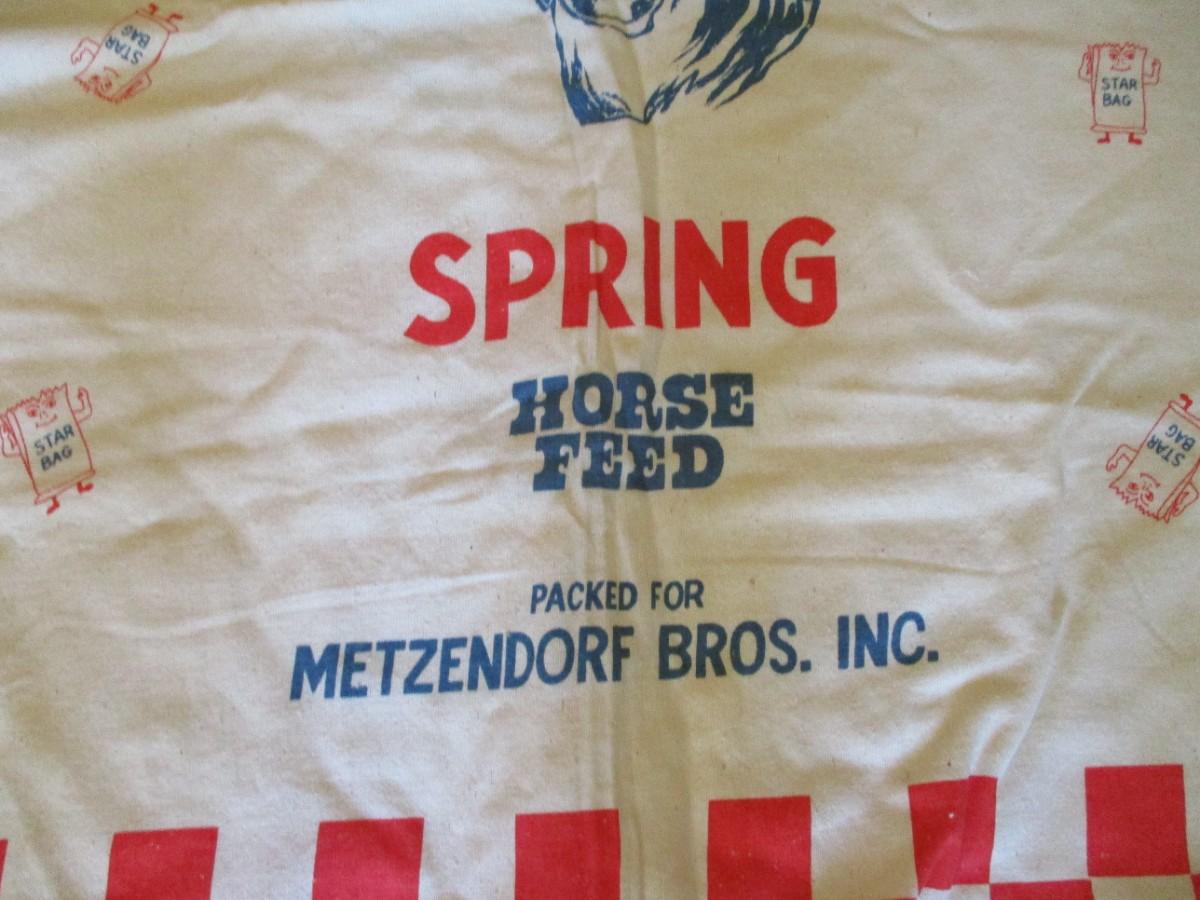 STAR
BAG
STAR
BAG
SPRING
HORSE
FEED
STAR
BAG
STAR
BAG
PACKED FOR
METZENDORF BROS. INC.